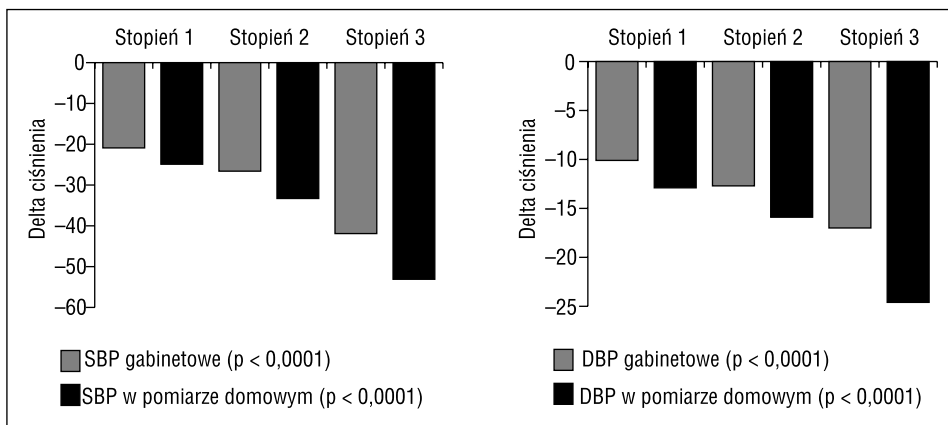 Stopień 1 Stopień 2 Stopień 3
0
–10
–20
–30
–40
–50
–60
Delta ciśnienia
SBP gabinetowe (p < 0,0001)
SBP w pomiarze domowym (p < 0,0001)
Stopień 1 Stopień 2 Stopień 3
0
–5
–10
–15
–20
–25
Delta ciśnienia
DBP gabinetowe (p < 0,0001)
DBP w pomiarze domowym (p < 0,0001)